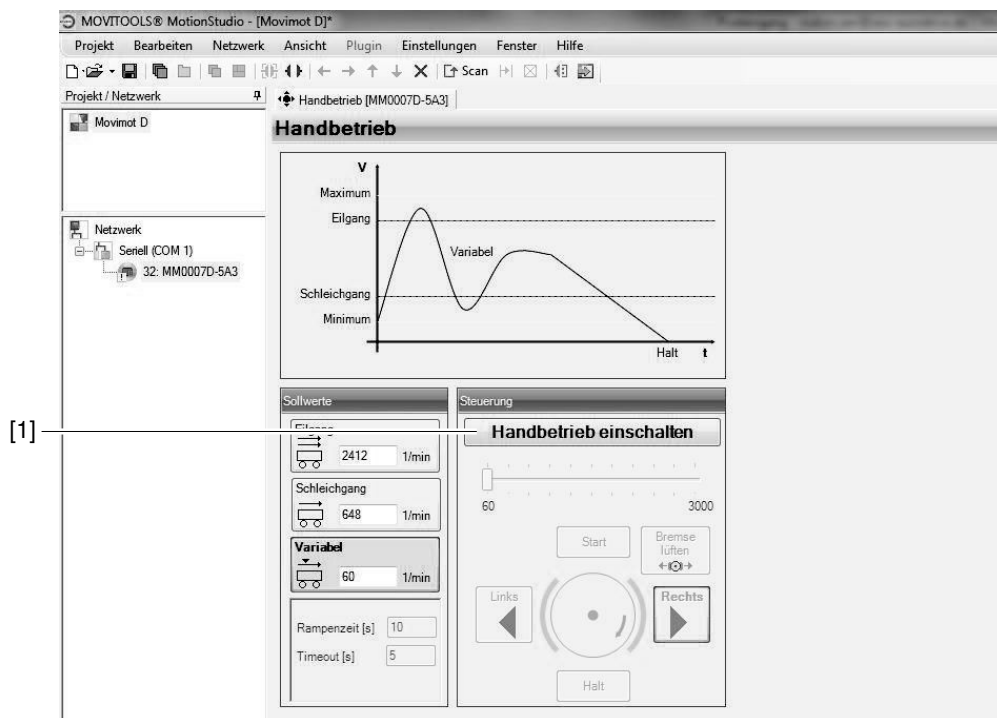 MOVITOOLS® MotionStudio - [Movimot D]*
Projekt Bearbeiten Netzwerk Ansicht Plugin Einstellungen Fenster Hilfe
Scan
Projekt / Netzwerk
Handbetrieb [MM0007D-5A3]
Movimot D
Handbetrieb
V
Maximum
Eilgang
Variabel
Schleichgang
Minimum
Halt
t
Netzwerk
Seriell (COM 1)
32: MM0007D-5A3
[1]
Sollwerte
Eilgang
2412 1/min
Schleichgang
648 1/min
Variabel
60 1/min
Rampenzeit [s] 10
Timeout [s] 5
Steuerung
Handbetrieb einschalten
60
3000
Start
Bremse
lüften
Links
Rechts
Halt